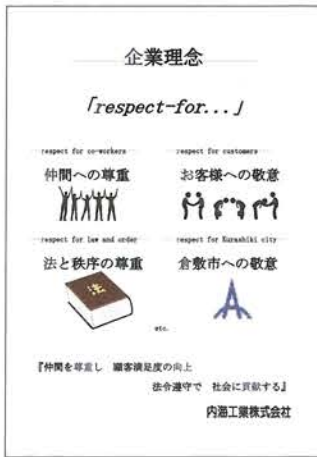 企業理念
「respect-for...」
respect for co-workers
respect for customers
仲間への尊重
お客様への敬意
respect for law and order
respect for Kurashiki city
法と秩序の尊重
倉敷市への敬意
法
etc.
『仲間を尊重し 顧客満足度の向上
法令遵守で 社会に貢献する』
内海工業株式会社